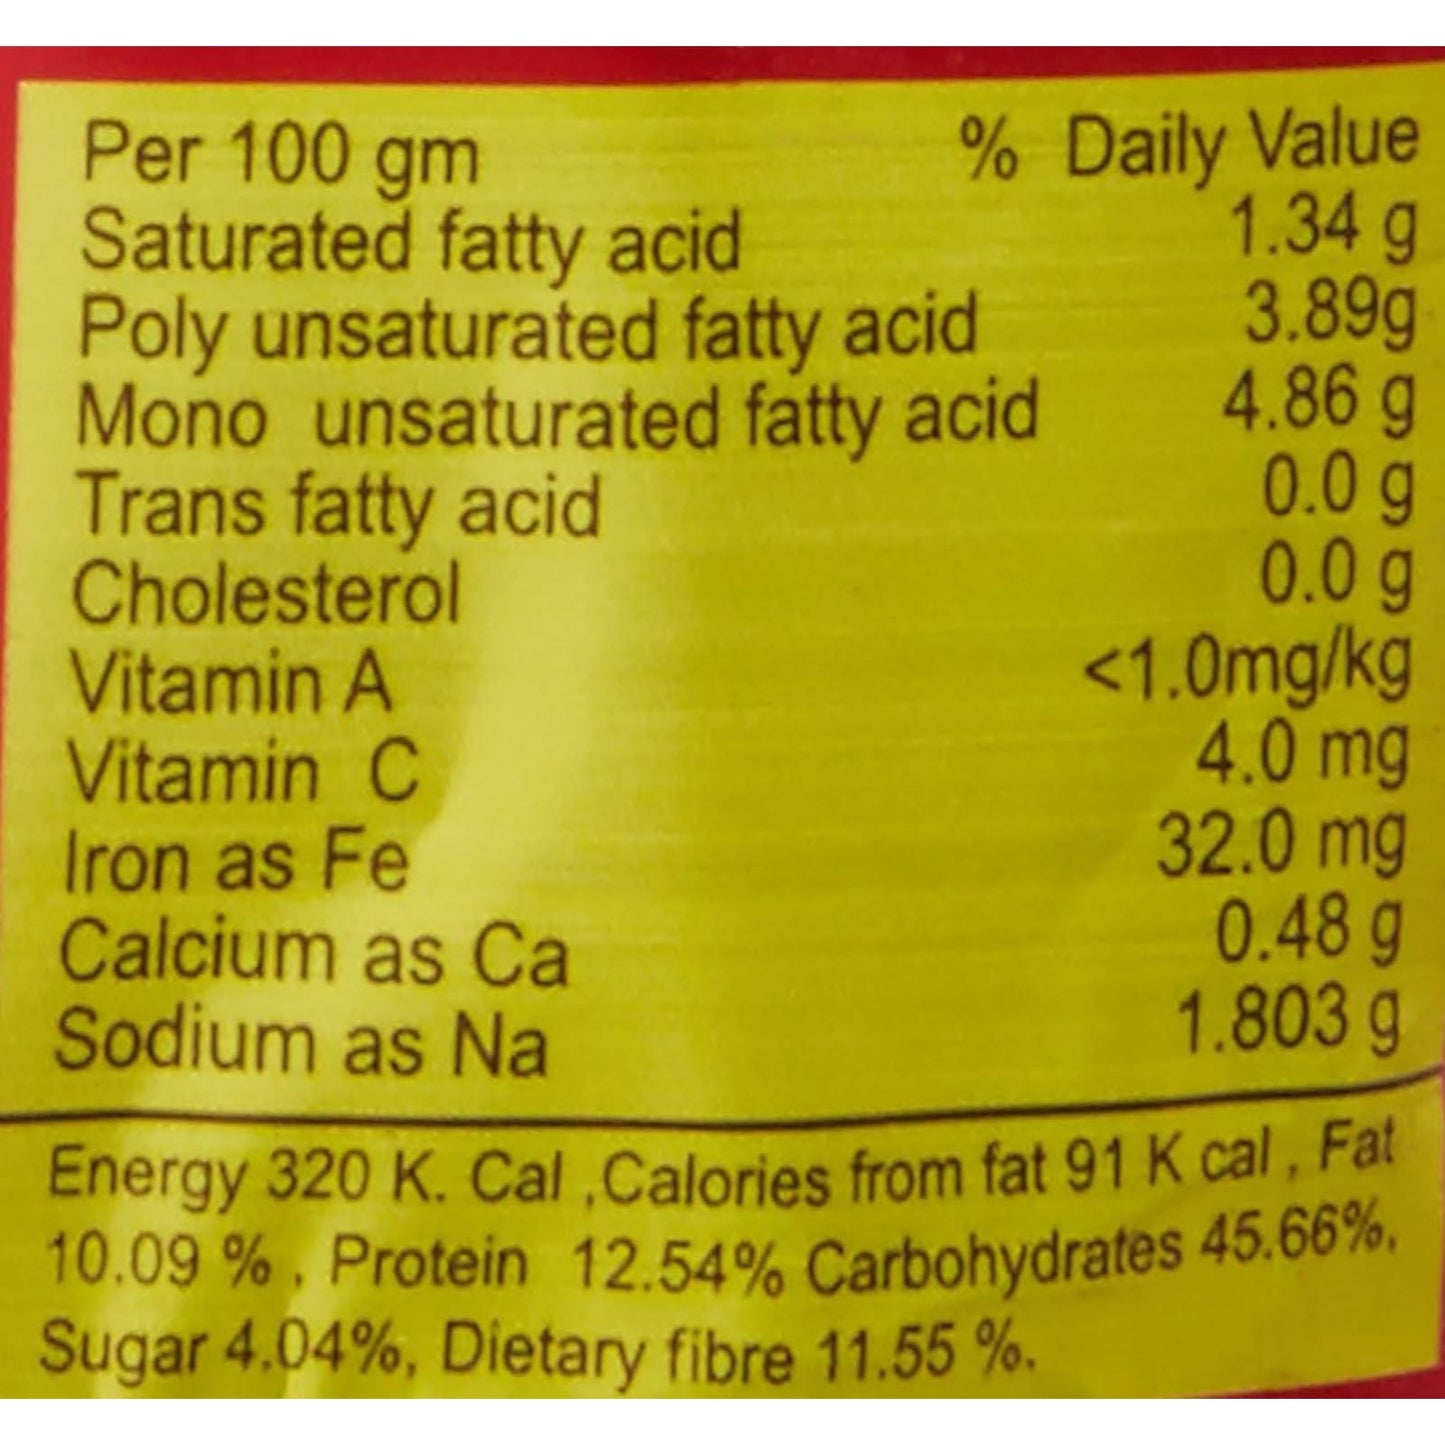 Per 100 gm % Daily Value
Saturated fatty acid 1.34 g
Poly unsaturated fatty acid 3.89g
Mono unsaturated fatty acid 4.86 g
Trans fatty acid 0.0 g
Cholesterol 0.0 g
Vitamin A <1.0mg/kg
Vitamin C 4.0 mg
Iron as Fe 32.0 mg
Calcium as Ca 0.48 g
Sodium as Na 1.803 g
Energy 320 K. Cal ,Calories from fat 91 K cal , Fat
10.09 % , Protein 12.54% Carbohydrates 45.66%,
Sugar 4.04%, Dietary fibre 11.55 %.